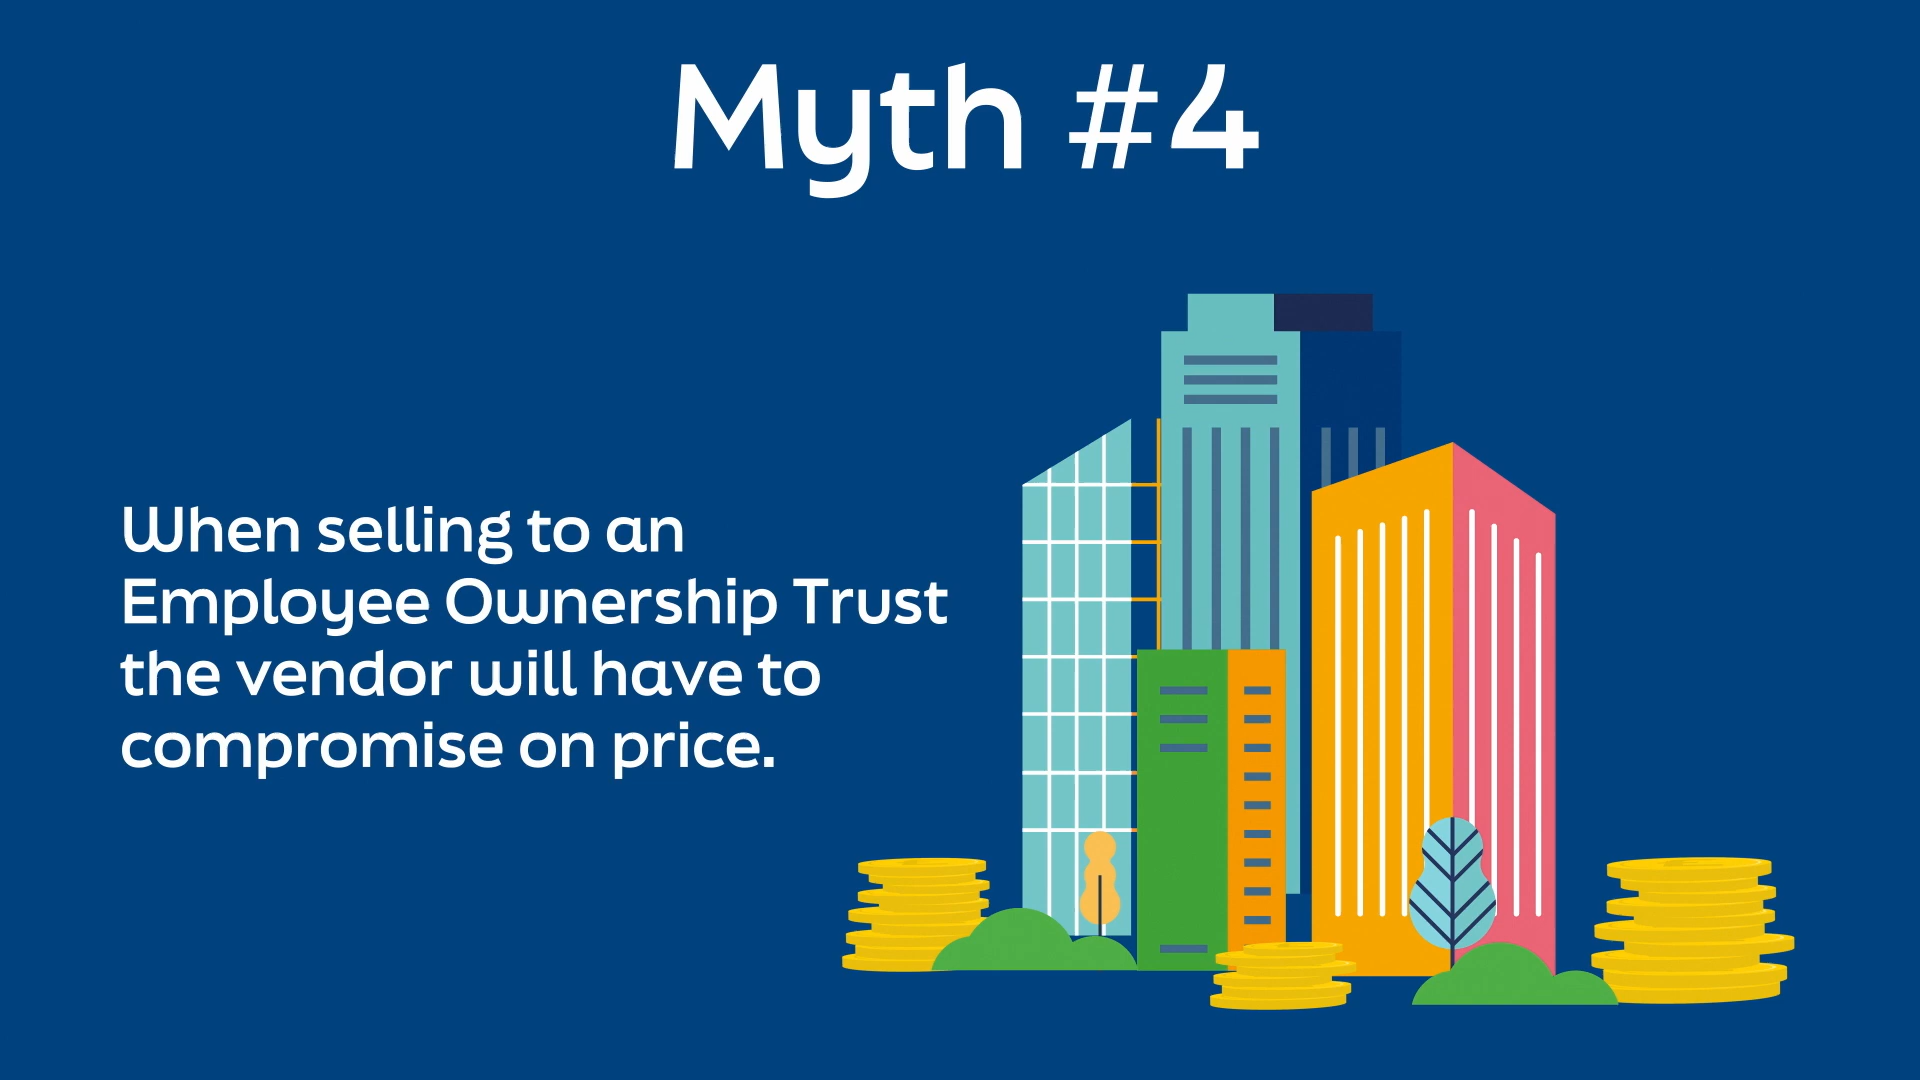 Myth #4
When selling to an
Employee Ownership Trust
the vendor will have to
compromise on price.